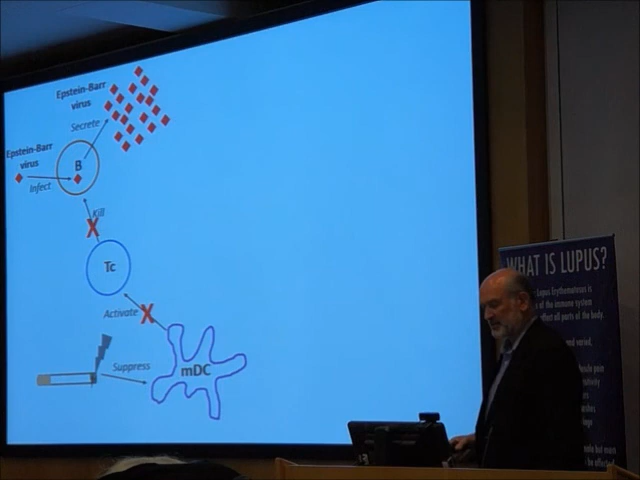 Epstein-Barr
virus
Secrete
Epstein-Barr
virus
B
Infect
Kill
X
Tc
Activate
X
Suppress
mDC
WHAT IS LUPUS?
Lupus Erythematosus is
of the immune system
all parts of the body.
and varied.
pain